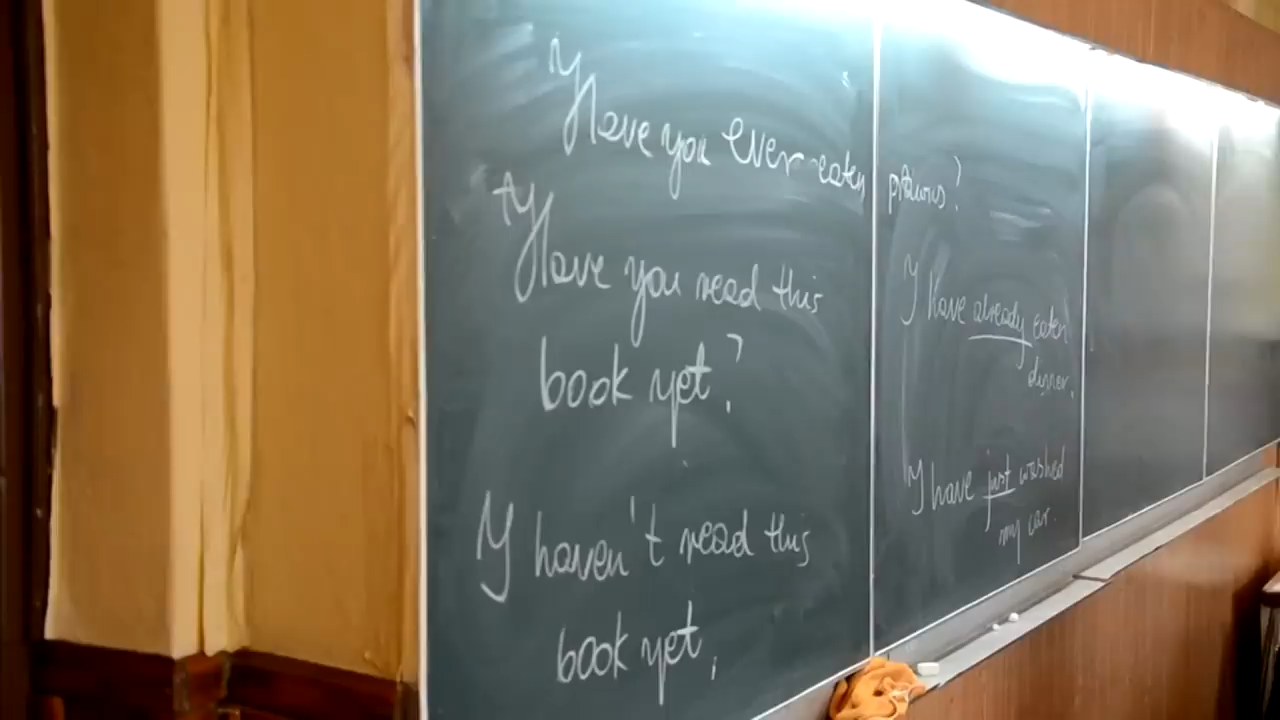 Have you ever eaten prawns?
Have you read this
book yet?
I haven't read this
book yet.
I have already eaten
dinner.
I have just washed
my car.